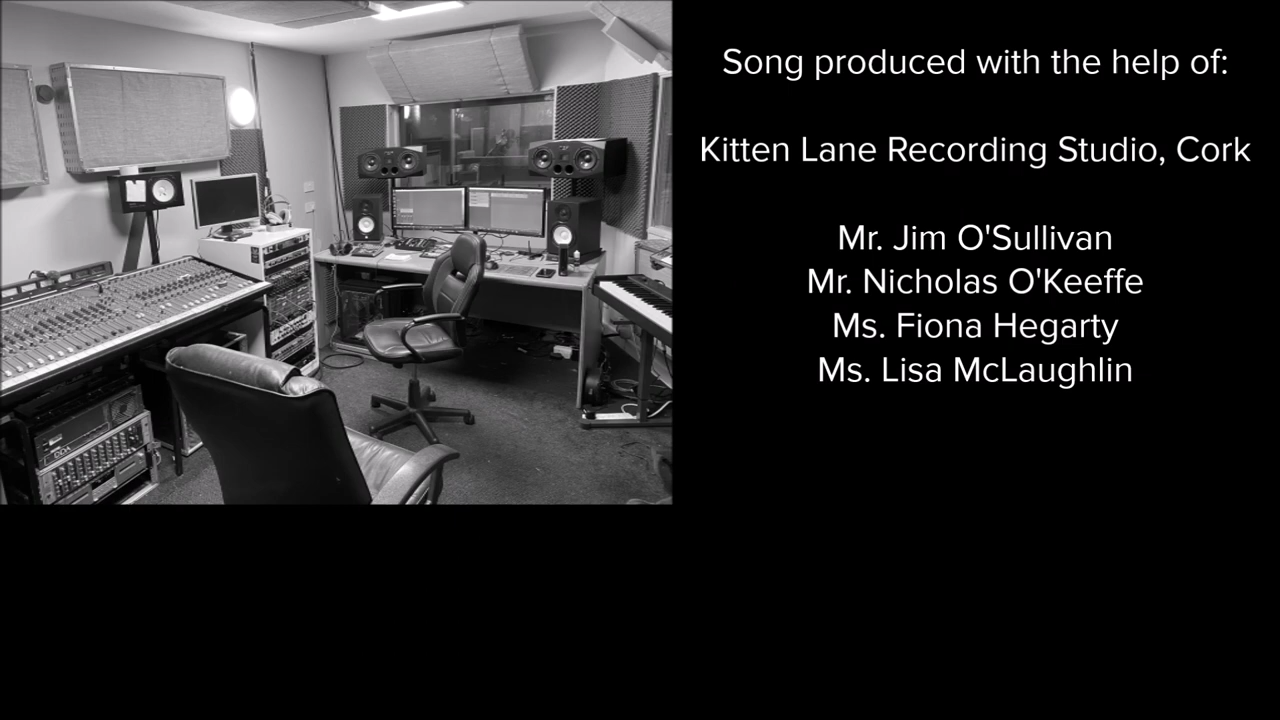 Song produced with the help of:
Kitten Lane Recording Studio, Cork
Mr. Jim O'Sullivan
Mr. Nicholas O'Keeffe
Ms. Fiona Hegarty
Ms. Lisa McLaughlin
DDA